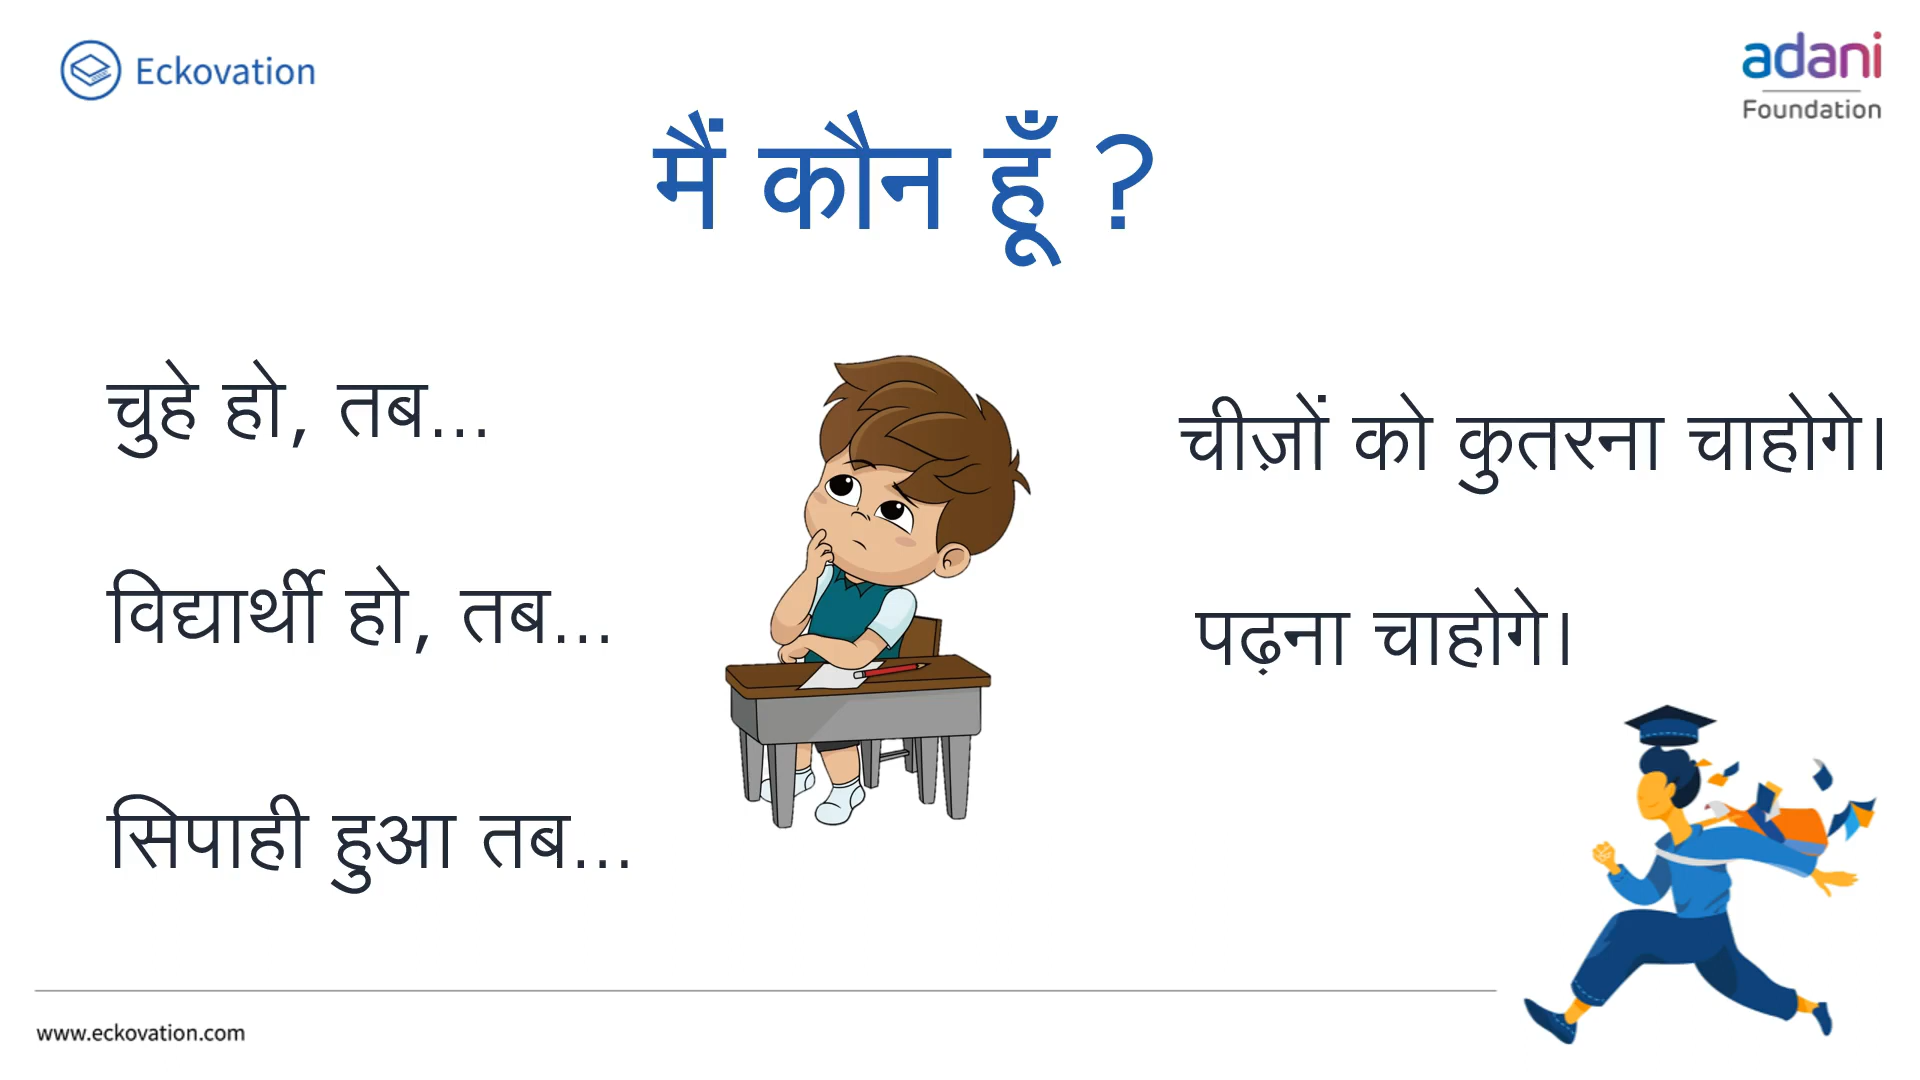 Eckovation
adani
Foundation
मैं कौन हूँ ?
चुहे हो, तब...
चीज़ों को कुतरना चाहोगे।
विद्यार्थी हो, तब...
पढ़ना चाहोगे।
सिपाही हुआ तब...
www.eckovation.com